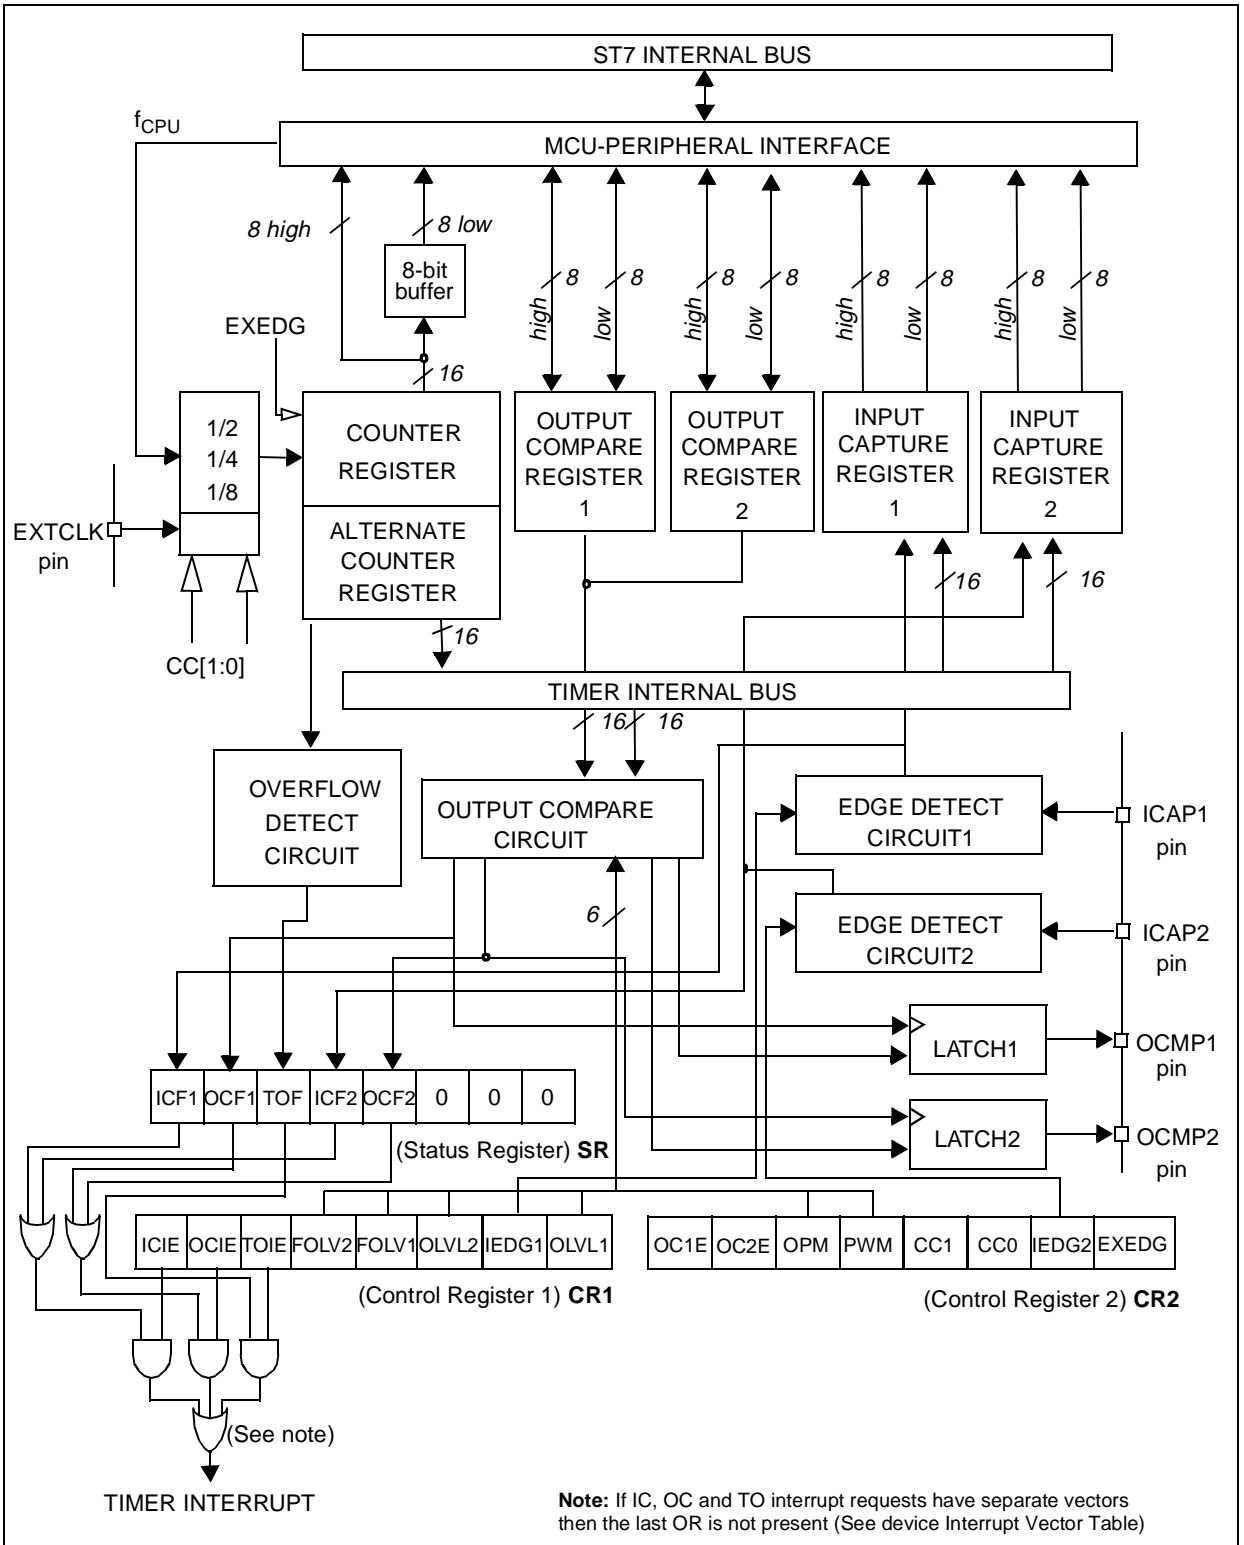 ST7 INTERNAL BUS
fCPU
MCU-PERIPHERAL INTERFACE
8 high
8 low
8-bit
buffer
8
8
8
8
8
8
8
8
high
low
high
low
high
low
high
low
EXEDG
16
1/2
1/4
1/8
COUNTER
REGISTER
OUTPUT
COMPARE
REGISTER
1
OUTPUT
COMPARE
REGISTER
2
INPUT
CAPTURE
REGISTER
1
INPUT
CAPTURE
REGISTER
2
EXTCLK
pin
ALTERNATE
COUNTER
REGISTER
16
16
16
CC[1:0]
TIMER INTERNAL BUS
16
16
OVERFLOW
DETECT
CIRCUIT
OUTPUT COMPARE
CIRCUIT
EDGE DETECT
CIRCUIT1
ICAP1
pin
6
EDGE DETECT
CIRCUIT2
ICAP2
pin
LATCH1
OCMP1
pin
ICF1 OCF1 TOF ICF2 OCF2 0 0 0
(Status Register) SR
LATCH2
OCMP2
pin
ICIE OCIE TOIE FOLV2 FOLV1 OLVL2 IEDG1 OLVL1
OC1E OC2E OPM PWM CC1 CC0 IEDG2 EXEDG
(Control Register 1) CR1
(Control Register 2) CR2
(See note)
TIMER INTERRUPT
Note: If IC, OC and TO interrupt requests have separate vectors
then the last OR is not present (See device Interrupt Vector Table)